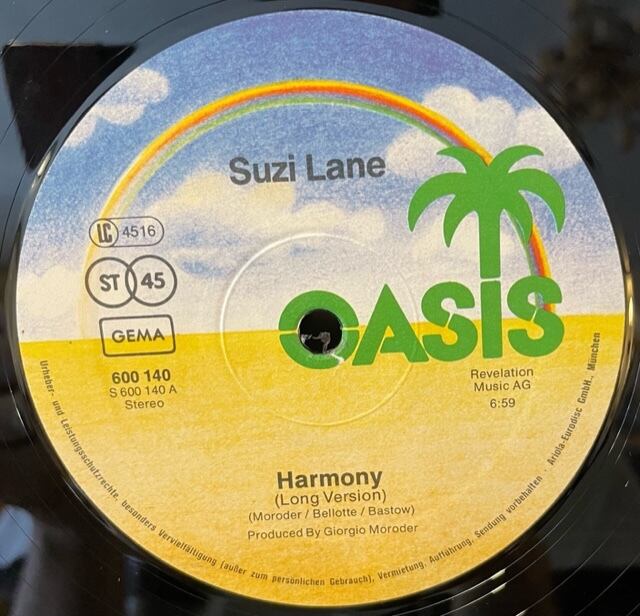 Suzi Lane
LC 4516
ST 45
GEMA
OASIS
600 140
S 600 140 A
Stereo
Revelation
Music AG
6:59
Harmony
(Long Version)
(Moroder / Bellotte / Bastow)
Produced By Giorgio Moroder
Urheber- und Leistungsschutzrechte, besonders Vervielfältigung (außer zum persönlichen Gebrauch), Vermietung, Aufführung, Sendung vorbehalten · Ariola-Eurodisc GmbH., München